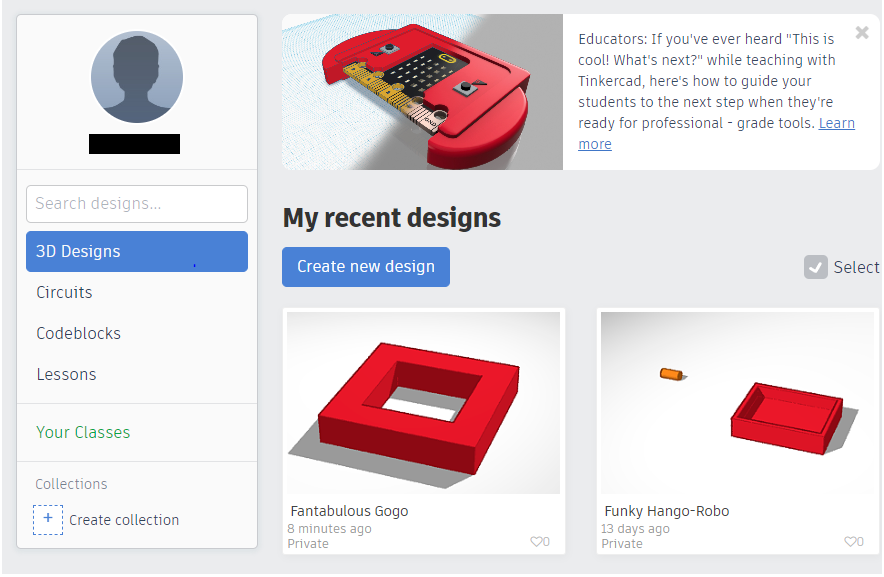 Search designs...
3D Designs
Circuits
Codeblocks
Lessons
Your Classes
Collections
+ Create collection
Educators: If you've ever heard "This is
cool! What's next?" while teaching with
Tinkercad, here's how to guide your
students to the next step when they're
ready for professional - grade tools. Learn
more
My recent designs
Create new design
Select
Fantabulous Gogo
8 minutes ago
Private
0
Funky Hango-Robo
13 days ago
Private
0